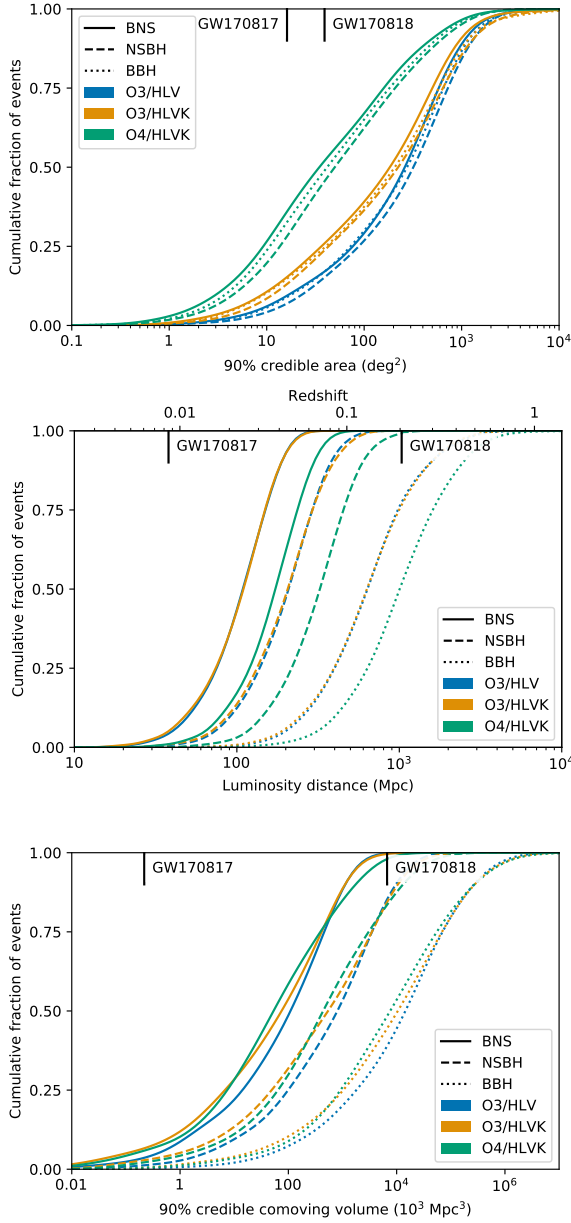 1.00
0.75
0.50
0.25
0.00
Cumulative fraction of events
GW170817
GW170818
BNS
NSBH
BBH
O3/HLV
O3/HLVK
O4/HLVK
0.1
1
10
100
10³
10⁴
90% credible area (deg²)
Redshift
0.01
0.1
1
1.00
0.75
0.50
0.25
0.00
Cumulative fraction of events
GW170817
GW170818
BNS
NSBH
BBH
O3/HLV
O3/HLVK
O4/HLVK
10
100
10³
10⁴
Luminosity distance (Mpc)
1.00
0.75
0.50
0.25
0.00
Cumulative fraction of events
GW170817
GW170818
BNS
NSBH
BBH
O3/HLV
O3/HLVK
O4/HLVK
0.01
1
100
10⁴
10⁶
90% credible comoving volume (10³ Mpc³)